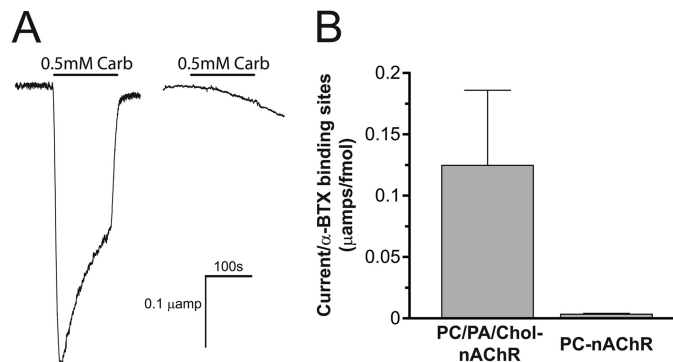 A
0.5mM Carb
0.5mM Carb
100s
0.1 μamp
B
Current/α-BTX binding sites
(μamps/fmol)
0.2
0.15
0.1
0.05
0
PC/PA/Chol-
nAChR
PC-nAChR